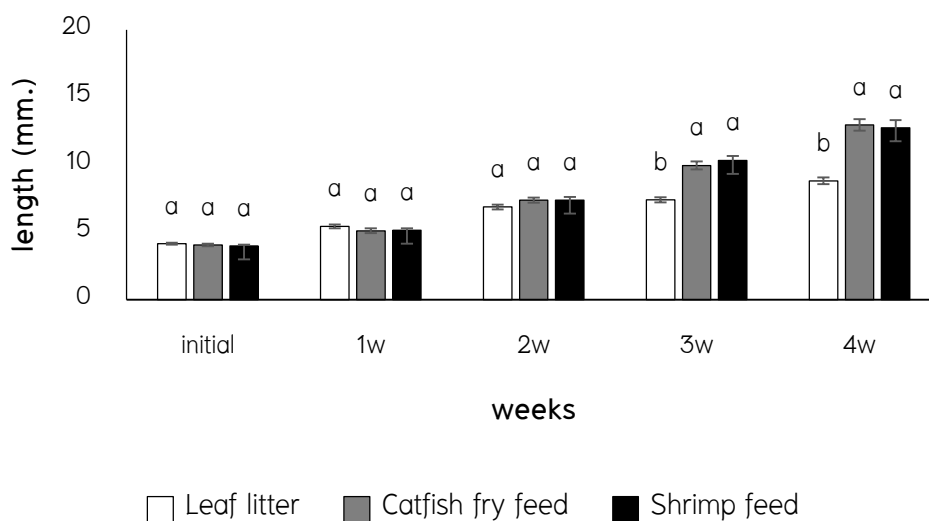 20
15
10
5
0
length (mm.)
a a a
a a a
a a a
b a a
b a a
initial 1w 2w 3w 4w
weeks
Leaf litter Catfish fry feed Shrimp feed